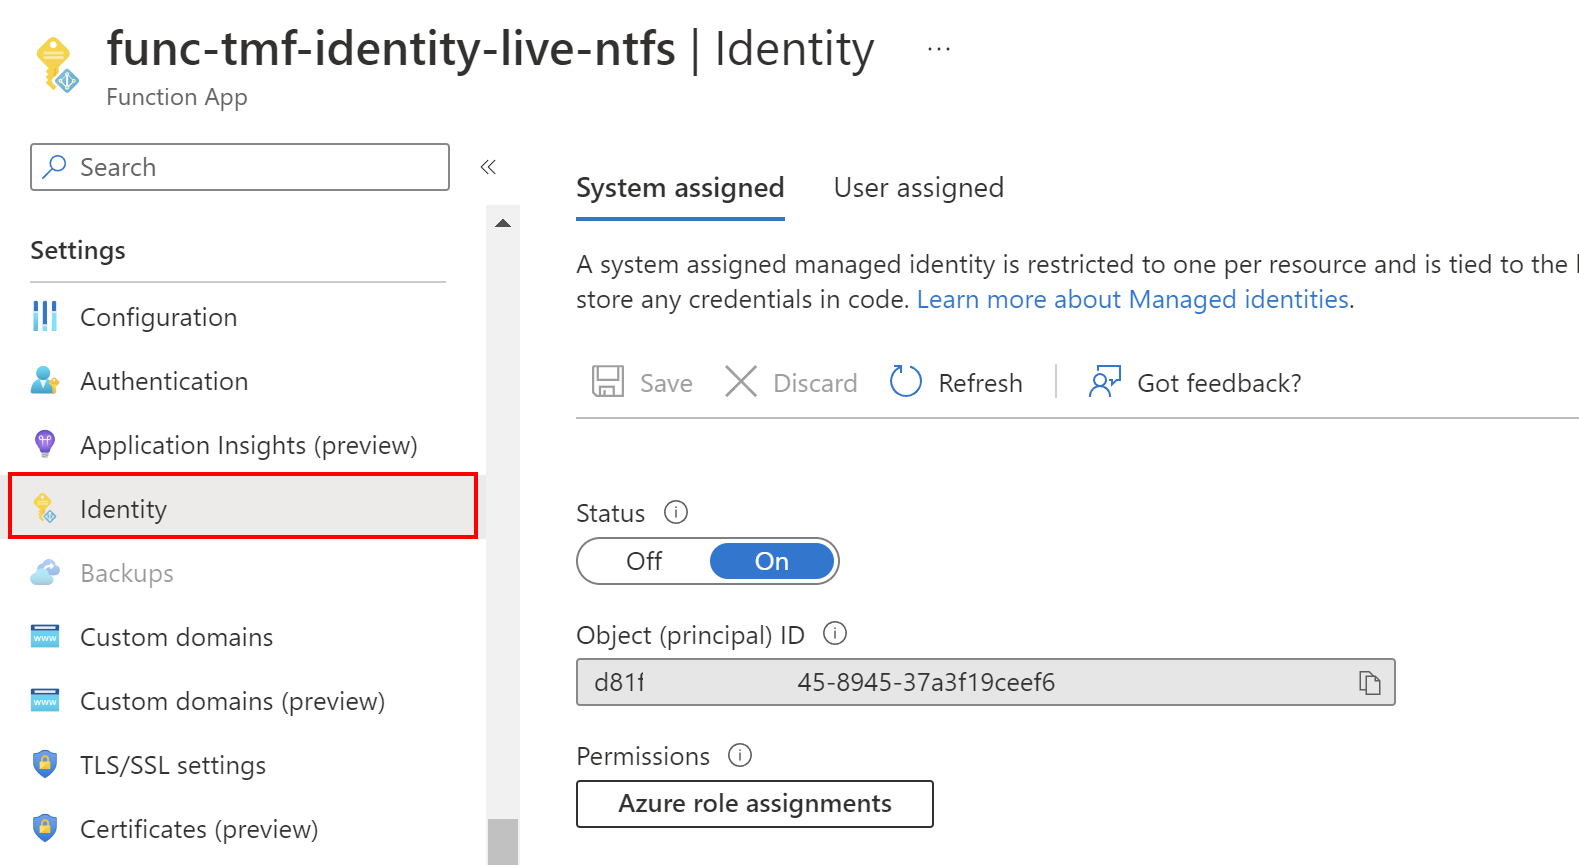 func-tmf-identity-live-ntfs | Identity ...
Function App
Search
«
Settings
Configuration
Authentication
Application Insights (preview)
Identity
Backups
Custom domains
Custom domains (preview)
TLS/SSL settings
Certificates (preview)
System assigned User assigned
A system assigned managed identity is restricted to one per resource and is tied to the
store any credentials in code. Learn more about Managed identities.
Save Discard Refresh Got feedback?
Status
Off On
Object (principal) ID
d81f 45-8945-37a3f19ceef6
Permissions
Azure role assignments